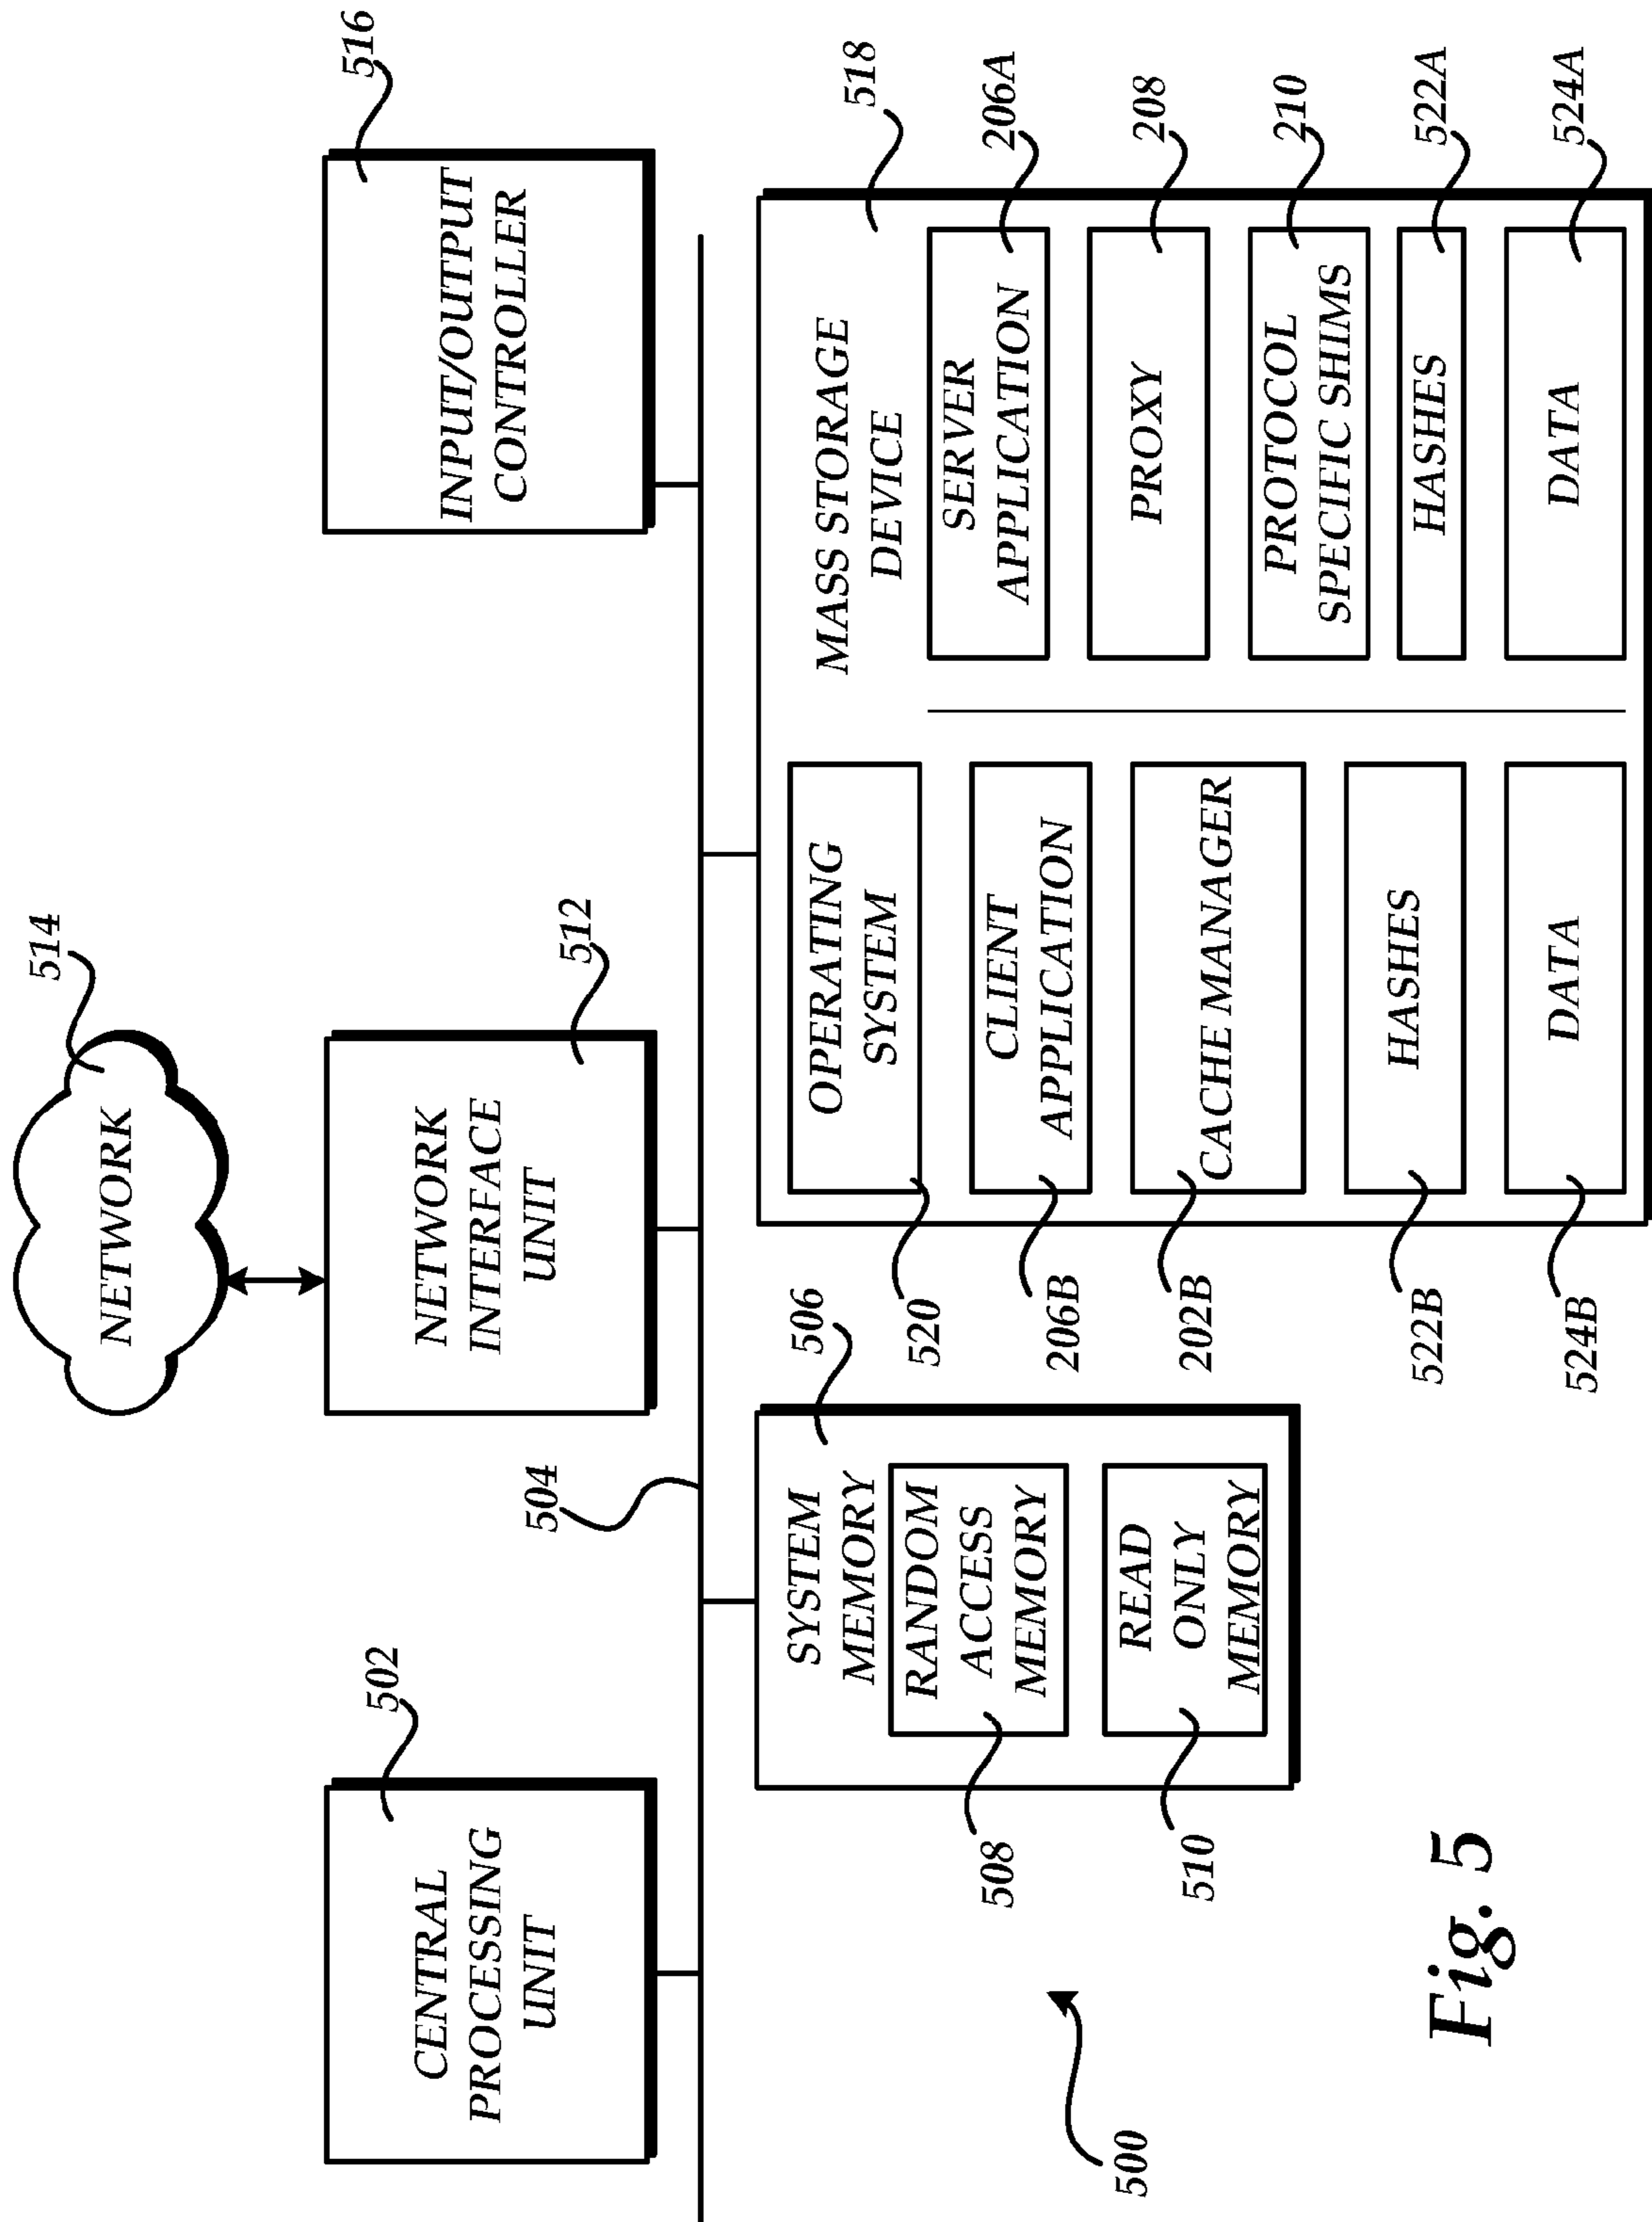 514
NETWORK
502
CENTRAL
PROCESSING
UNIT
512
NETWORK
INTERFACE
UNIT
516
INPUT/OUTPUT
CONTROLLER
504
506
SYSTEM
MEMORY
RANDOM
ACCESS
MEMORY
508
READ
ONLY
MEMORY
510
518
MASS STORAGE
DEVICE
OPERATING
SYSTEM
520
CLIENT
APPLICATION
206B
CACHE MANAGER
202B
HASHES
522B
DATA
524B
SERVER
APPLICATION
206A
PROXY
208
PROTOCOL
SPECIFIC SHIMS
210
HASHES
522A
DATA
524A
500
Fig. 5